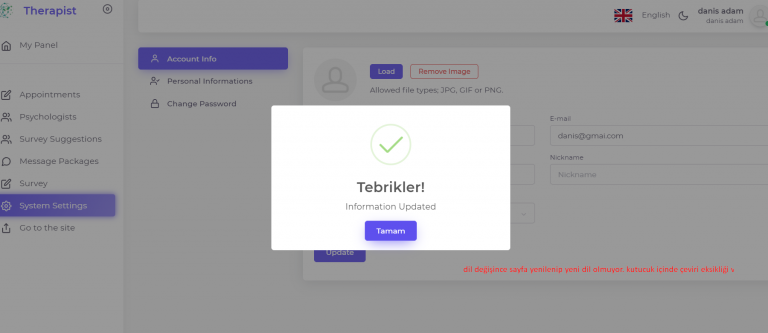 Therapist
English
danis adam
danis adam
My Panel
Account Info
Load
Remove Image
Personal Informations
Allowed file types; JPG, GIF or PNG.
Appointments
Change Password
Psychologists
E-mail
Survey Suggestions
danis@gmai.com
Message Packages
Nickname
Nickname
Survey
Tebrikler!
System Settings
Information Updated
Go to the site
Tamam
Update
dil değişince sayfa yenilenip yeni dil olmuyor. kutucuk içinde çeviri eksikliği v